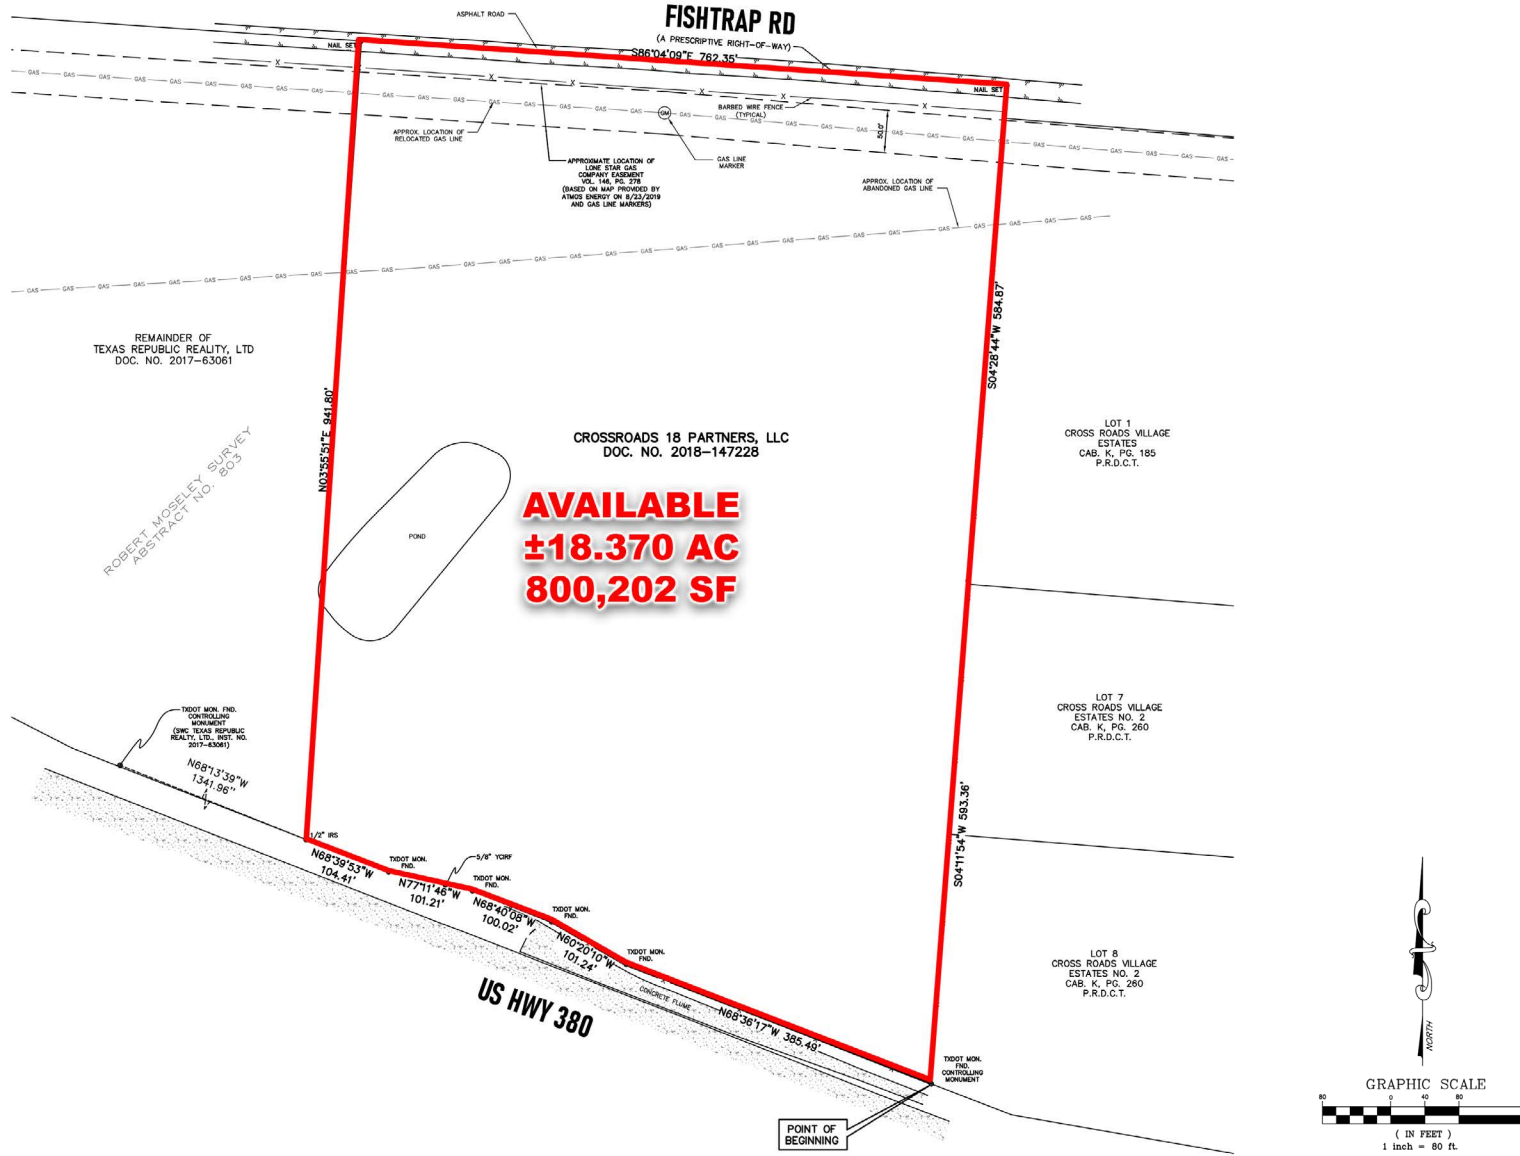 FISHTRAP RD
(A PRESCRIPTIVE RIGHT-OF-WAY)
S86°04'09"E 762.35'
ASPHALT ROAD
NAIL SET
NAIL SET
BARBED WIRE FENCE
(TYPICAL)
50.0'
GM
GAS LINE
MARKER
APPROX. LOCATION OF
RELOCATED GAS LINE
APPROXIMATE LOCATION OF
LONE STAR GAS
COMPANY EASEMENT
VOL. 146, PG. 278
(BASED ON MAP PROVIDED BY
ATMOS ENERGY ON 8/23/2019
AND GAS LINE MARKERS)
APPROX. LOCATION OF
ABANDONED GAS LINE
REMAINDER OF
TEXAS REPUBLIC REALITY, LTD
DOC. NO. 2017-63061
ROBERT MOSELEY SURVEY
ABSTRACT NO. 803
N03°55'51"E 941.80'
S04°28'44"W 584.87'
CROSSROADS 18 PARTNERS, LLC
DOC. NO. 2018-147228
AVAILABLE
±18.370 AC
800,202 SF
POND
LOT 1
CROSS ROADS VILLAGE
ESTATES
CAB. K, PG. 185
P.R.D.C.T.
LOT 7
CROSS ROADS VILLAGE
ESTATES NO. 2
CAB. K, PG. 260
P.R.D.C.T.
S04°11'54"W 593.36'
TXDOT MON. FND.
CONTROLLING
MONUMENT
(SWC TEXAS REPUBLIC
REALTY, LTD., INST. NO.
2017-63061)
N68°13'39"W
1341.96''
1/2" IRS
N68°39'53"W
104.41'
TXDOT MON.
FND.
5/8" YCIRF
N77°11'46"W
101.21'
TXDOT MON.
FND.
N68°40'08"W
100.02'
TXDOT MON.
FND.
N60°20'10"W
101.24'
TXDOT MON.
FND.
CONCRETE FLUME
N68°36'17"W 385.49'
US HWY 380
LOT 8
CROSS ROADS VILLAGE
ESTATES NO. 2
CAB. K, PG. 260
P.R.D.C.T.
TXDOT MON.
FND.
CONTROLLING
MONUMENT
POINT OF
BEGINNING
NORTH
GRAPHIC SCALE
80 0 40 80
( IN FEET )
1 inch = 80 ft.